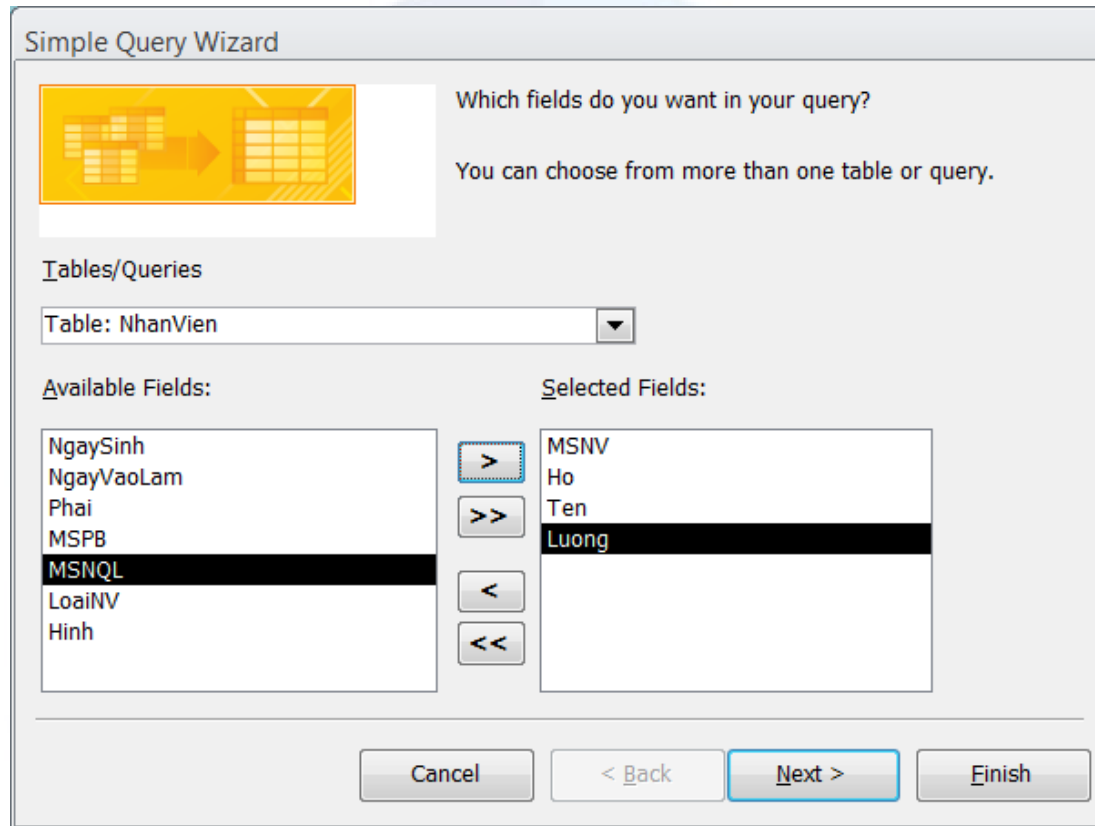 Simple Query Wizard
Which fields do you want in your query?
You can choose from more than one table or query.
Tables/Queries
Table: NhanVien
Available Fields:
Selected Fields:
NgaySinh
NgayVaoLam
Phai
MSPB
MSNQL
LoaiNV
Hinh
>
>>
<
<<
MSNV
Ho
Ten
Luong
Cancel
< Back
Next >
Finish